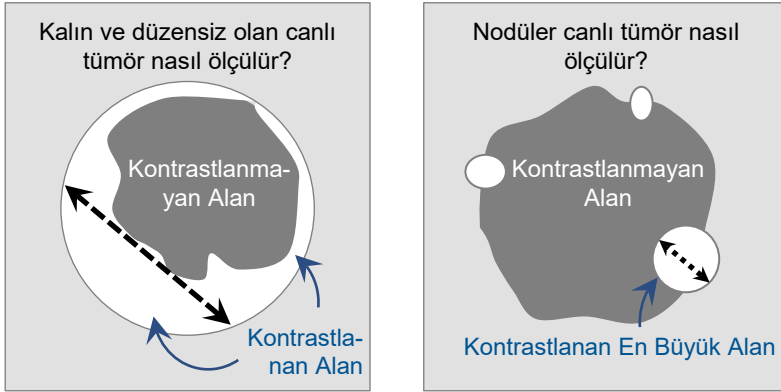 Kalın ve düzensiz olan canlı
tümör nasıl ölçülür?
Kontrastlanma-
yan Alan
Kontrastla-
nan Alan
Nodüler canlı tümör nasıl
ölçülür?
Kontrastlanmayan
Alan
Kontrastlanan En Büyük Alan